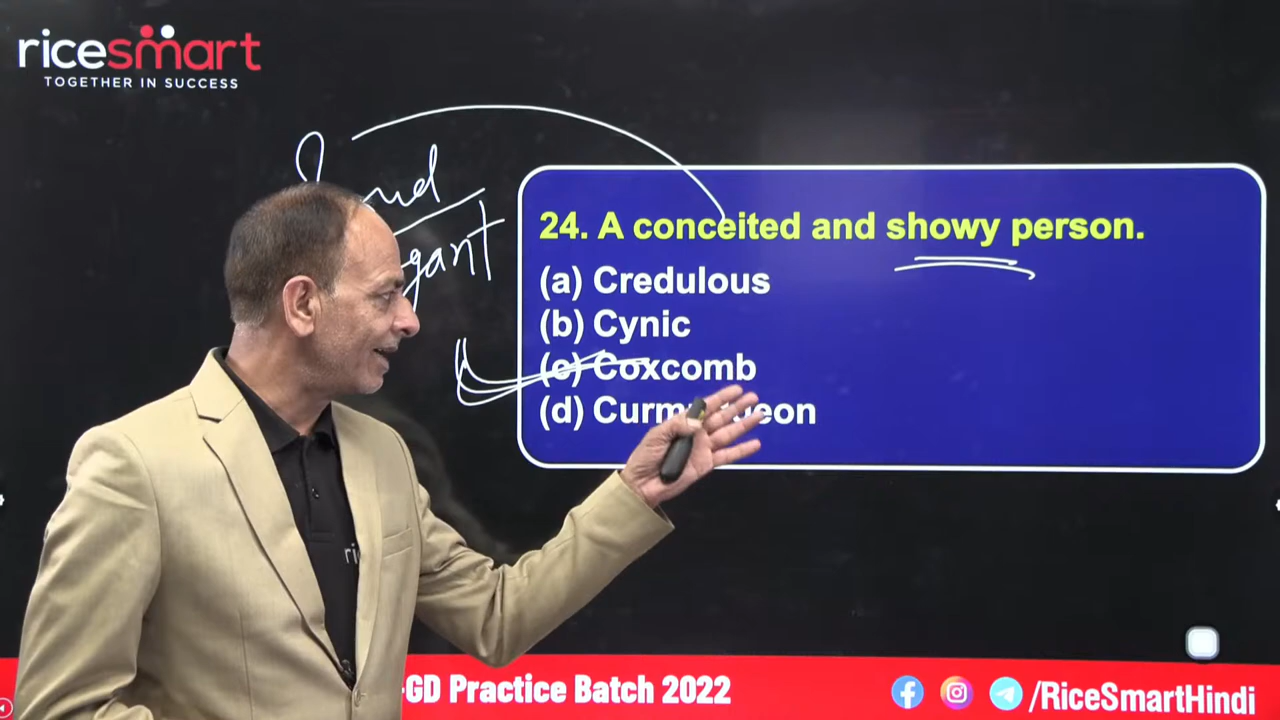 ricesmart
TOGETHER IN SUCCESS
24. A conceited and showy person.
(a) Credulous
(b) Cynic
(c) Coxcomb
(d)
-GD Practice Batch 2022
/RiceSmartHindi